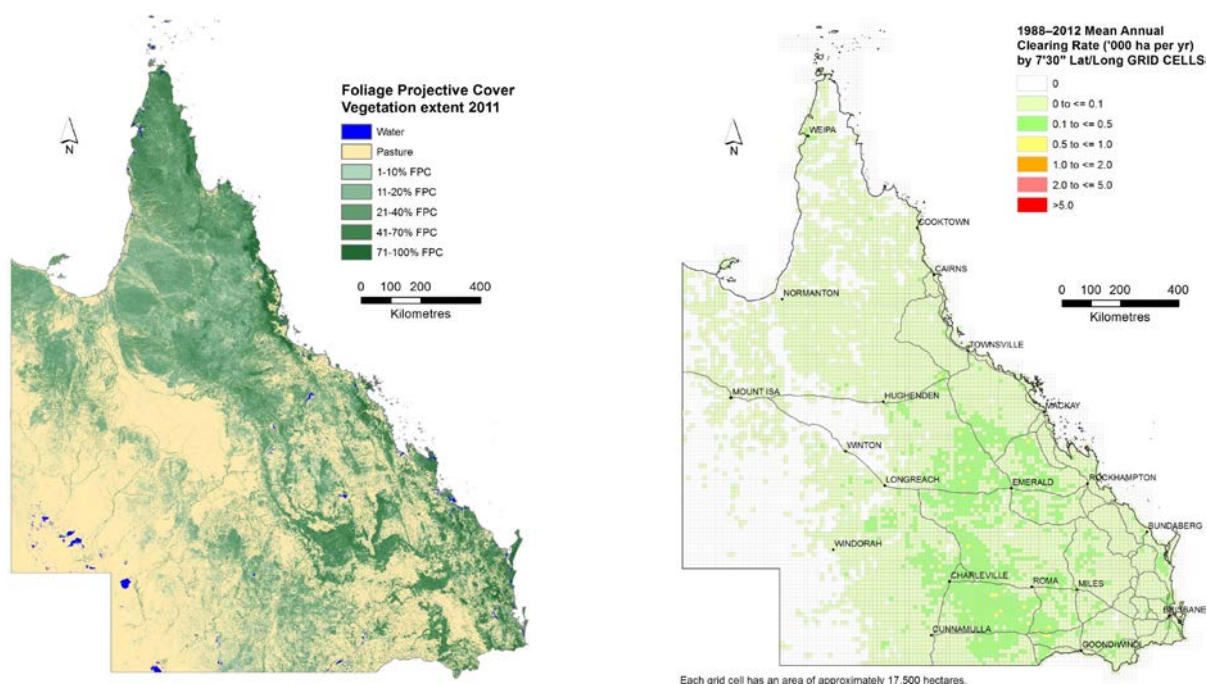 Foliage Projective Cover
Vegetation extent 2011
Water
Pasture
1-10% FPC
11-20% FPC
21-40% FPC
41-70% FPC
71-100% FPC
N
0 100 200 400
Kilometres
1988–2012 Mean Annual
Clearing Rate ('000 ha per yr)
by 7'30" Lat/Long GRID CELLS
0
0 to <= 0.1
0.1 to <= 0.5
0.5 to <= 1.0
1.0 to <= 2.0
2.0 to <= 5.0
>5.0
N
0 100 200 400
Kilometres
WEIPA
COOKTOWN
CAIRNS
NORMANTON
TOWNSVILLE
MOUNT ISA
HUGHENDEN
MACKAY
WINTON
LONGREACH
EMERALD
ROCKHAMPTON
BUNDABERG
WINDORAH
CHARLEVILLE
ROMA
MILES
BRISBANE
CUNNAMULLA
GOONDIWINDI
Each grid cell has an area of approximately 17,500 hectares.